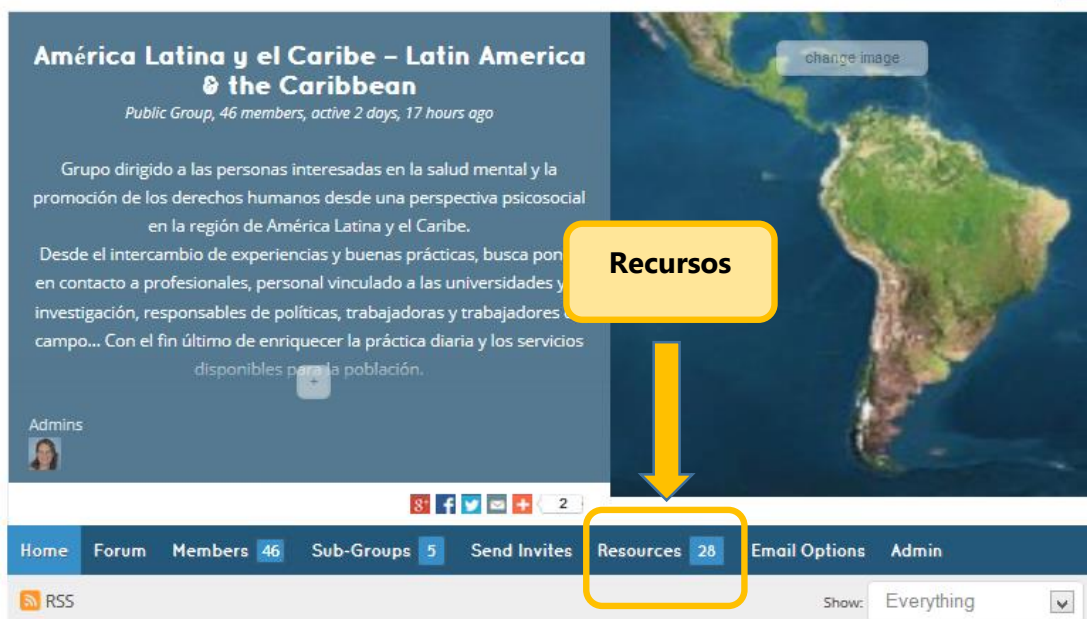 América Latina y el Caribe – Latin America
& the Caribbean
Public Group, 46 members, active 2 days, 17 hours ago
change image
Grupo dirigido a las personas interesadas en la salud mental y la
promoción de los derechos humanos desde una perspectiva psicosocial
en la región de América Latina y el Caribe.
Desde el intercambio de experiencias y buenas prácticas, busca
en contacto a profesionales, personal vinculado a las universidades y
investigación, responsables de políticas, trabajadoras y trabajadores
campo... Con el fin último de enriquecer la práctica diaria y los servicios
disponibles para la población.
+
Recursos
Admins
2
Home Forum Members 46 Sub-Groups 5 Send Invites Resources 28 Email Options Admin
RSS
Show: Everything